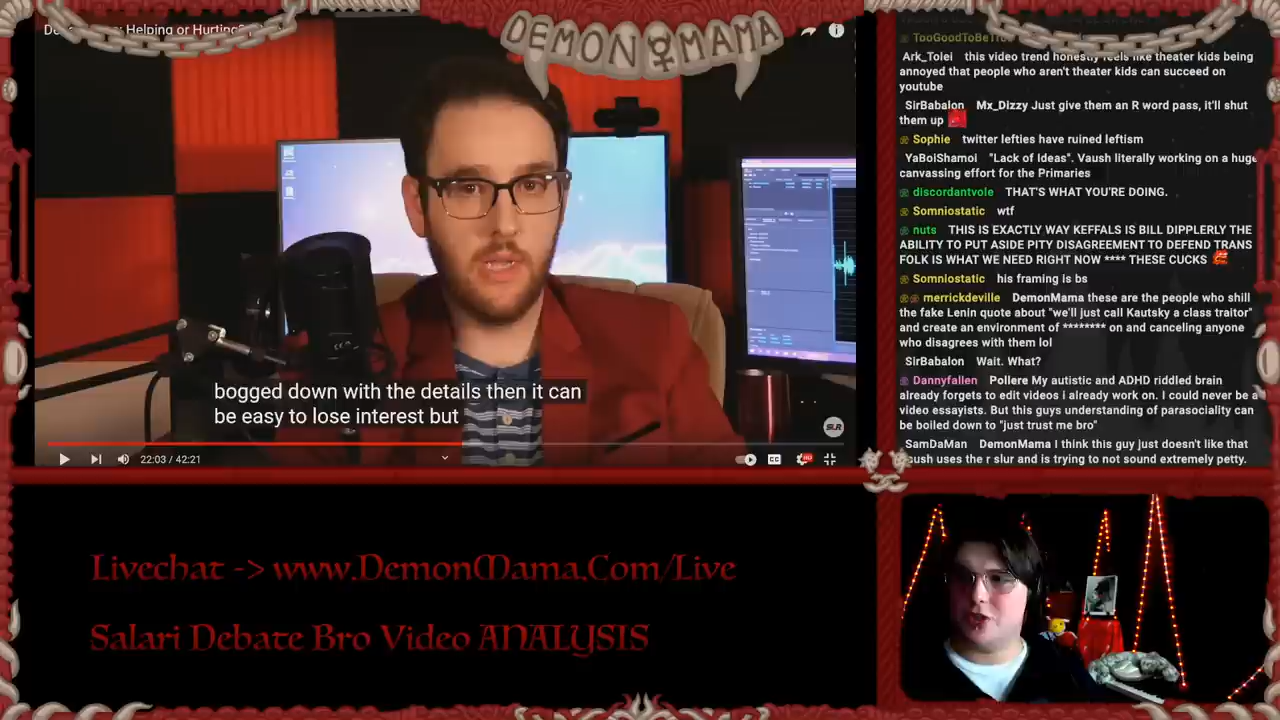 Helping or Hurting?
DEMON MAMA
bogged down with the details then it can
be easy to lose interest but
SLR
22:03 / 42:21
CC
HD
Livechat -> www.DemonMama.Com/Live
Salari Debate Bro Video ANALYSIS
Ark_Tolei this video trend honestly feels like theater kids being
annoyed that people who aren't theater kids can succeed on
youtube
SirBabalon Mx_Dizzy Just give them an R word pass, it'll shut
them up
Sophie twitter lefties have ruined leftism
YaBoiShamoi "Lack of Ideas". Vaush literally working on a huge
canvassing effort for the Primaries
discordantvole THAT'S WHAT YOU'RE DOING.
Somniostatic wtf
nuts THIS IS EXACTLY WAY KEFFELS IS BILL DEFFERLY THE
ABILITY TO PUT ASIDE PITY DISAGREEMENT TO DEFEDD TRANS
FOLK IS WHAT WE NEED RIGHT NOW **** THESE CUCKS
Somniostatic his framing is bs
merrickdeville DemonMama these are the people who shill
the fake Lenin quote about "we'll just call Kautsky a class traitor"
and create an environment of ******* on and canceling anyone
who disagrees with them lol
SirBabalon Wait. What?
Dannyfallen Pollere My autistic and ADHD riddled brain
already forgets to edit videos i already work on. I could never be a
video essayists. But this guys understanding of parasociality can
be boiled down to "just trust me bro"
SamDaMan DemonMama I think this guy just doesn't like that
uses the r slur and is trying to not sound extremely petty.